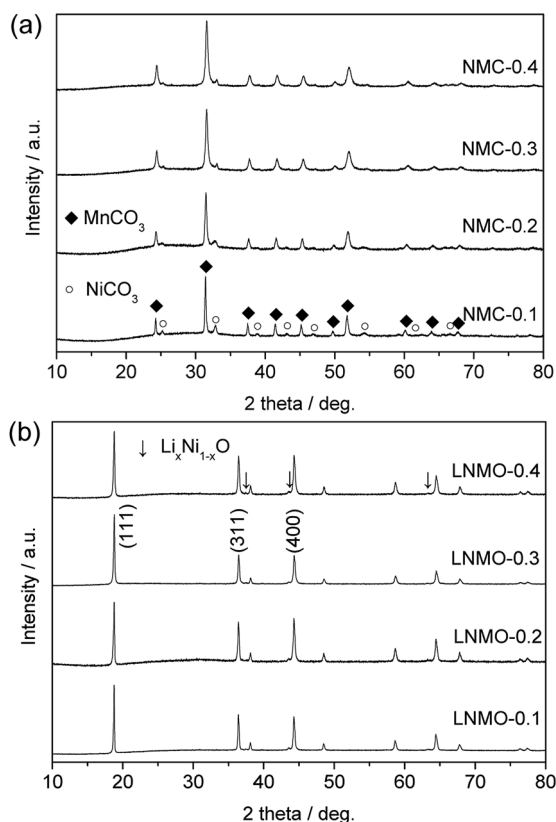 (a)
NMC-0.4
NMC-0.3
NMC-0.2
NMC-0.1
◆ MnCO₃
○ NiCO₃
Intensity / a.u.
10 20 30 40 50 60 70 80
2 theta / deg.
(b)
↓ LiₓNi₁₋ₓO
LNMO-0.4
(111) (311) (400)
LNMO-0.3
LNMO-0.2
LNMO-0.1
Intensity / a.u.
10 20 30 40 50 60 70 80
2 theta / deg.